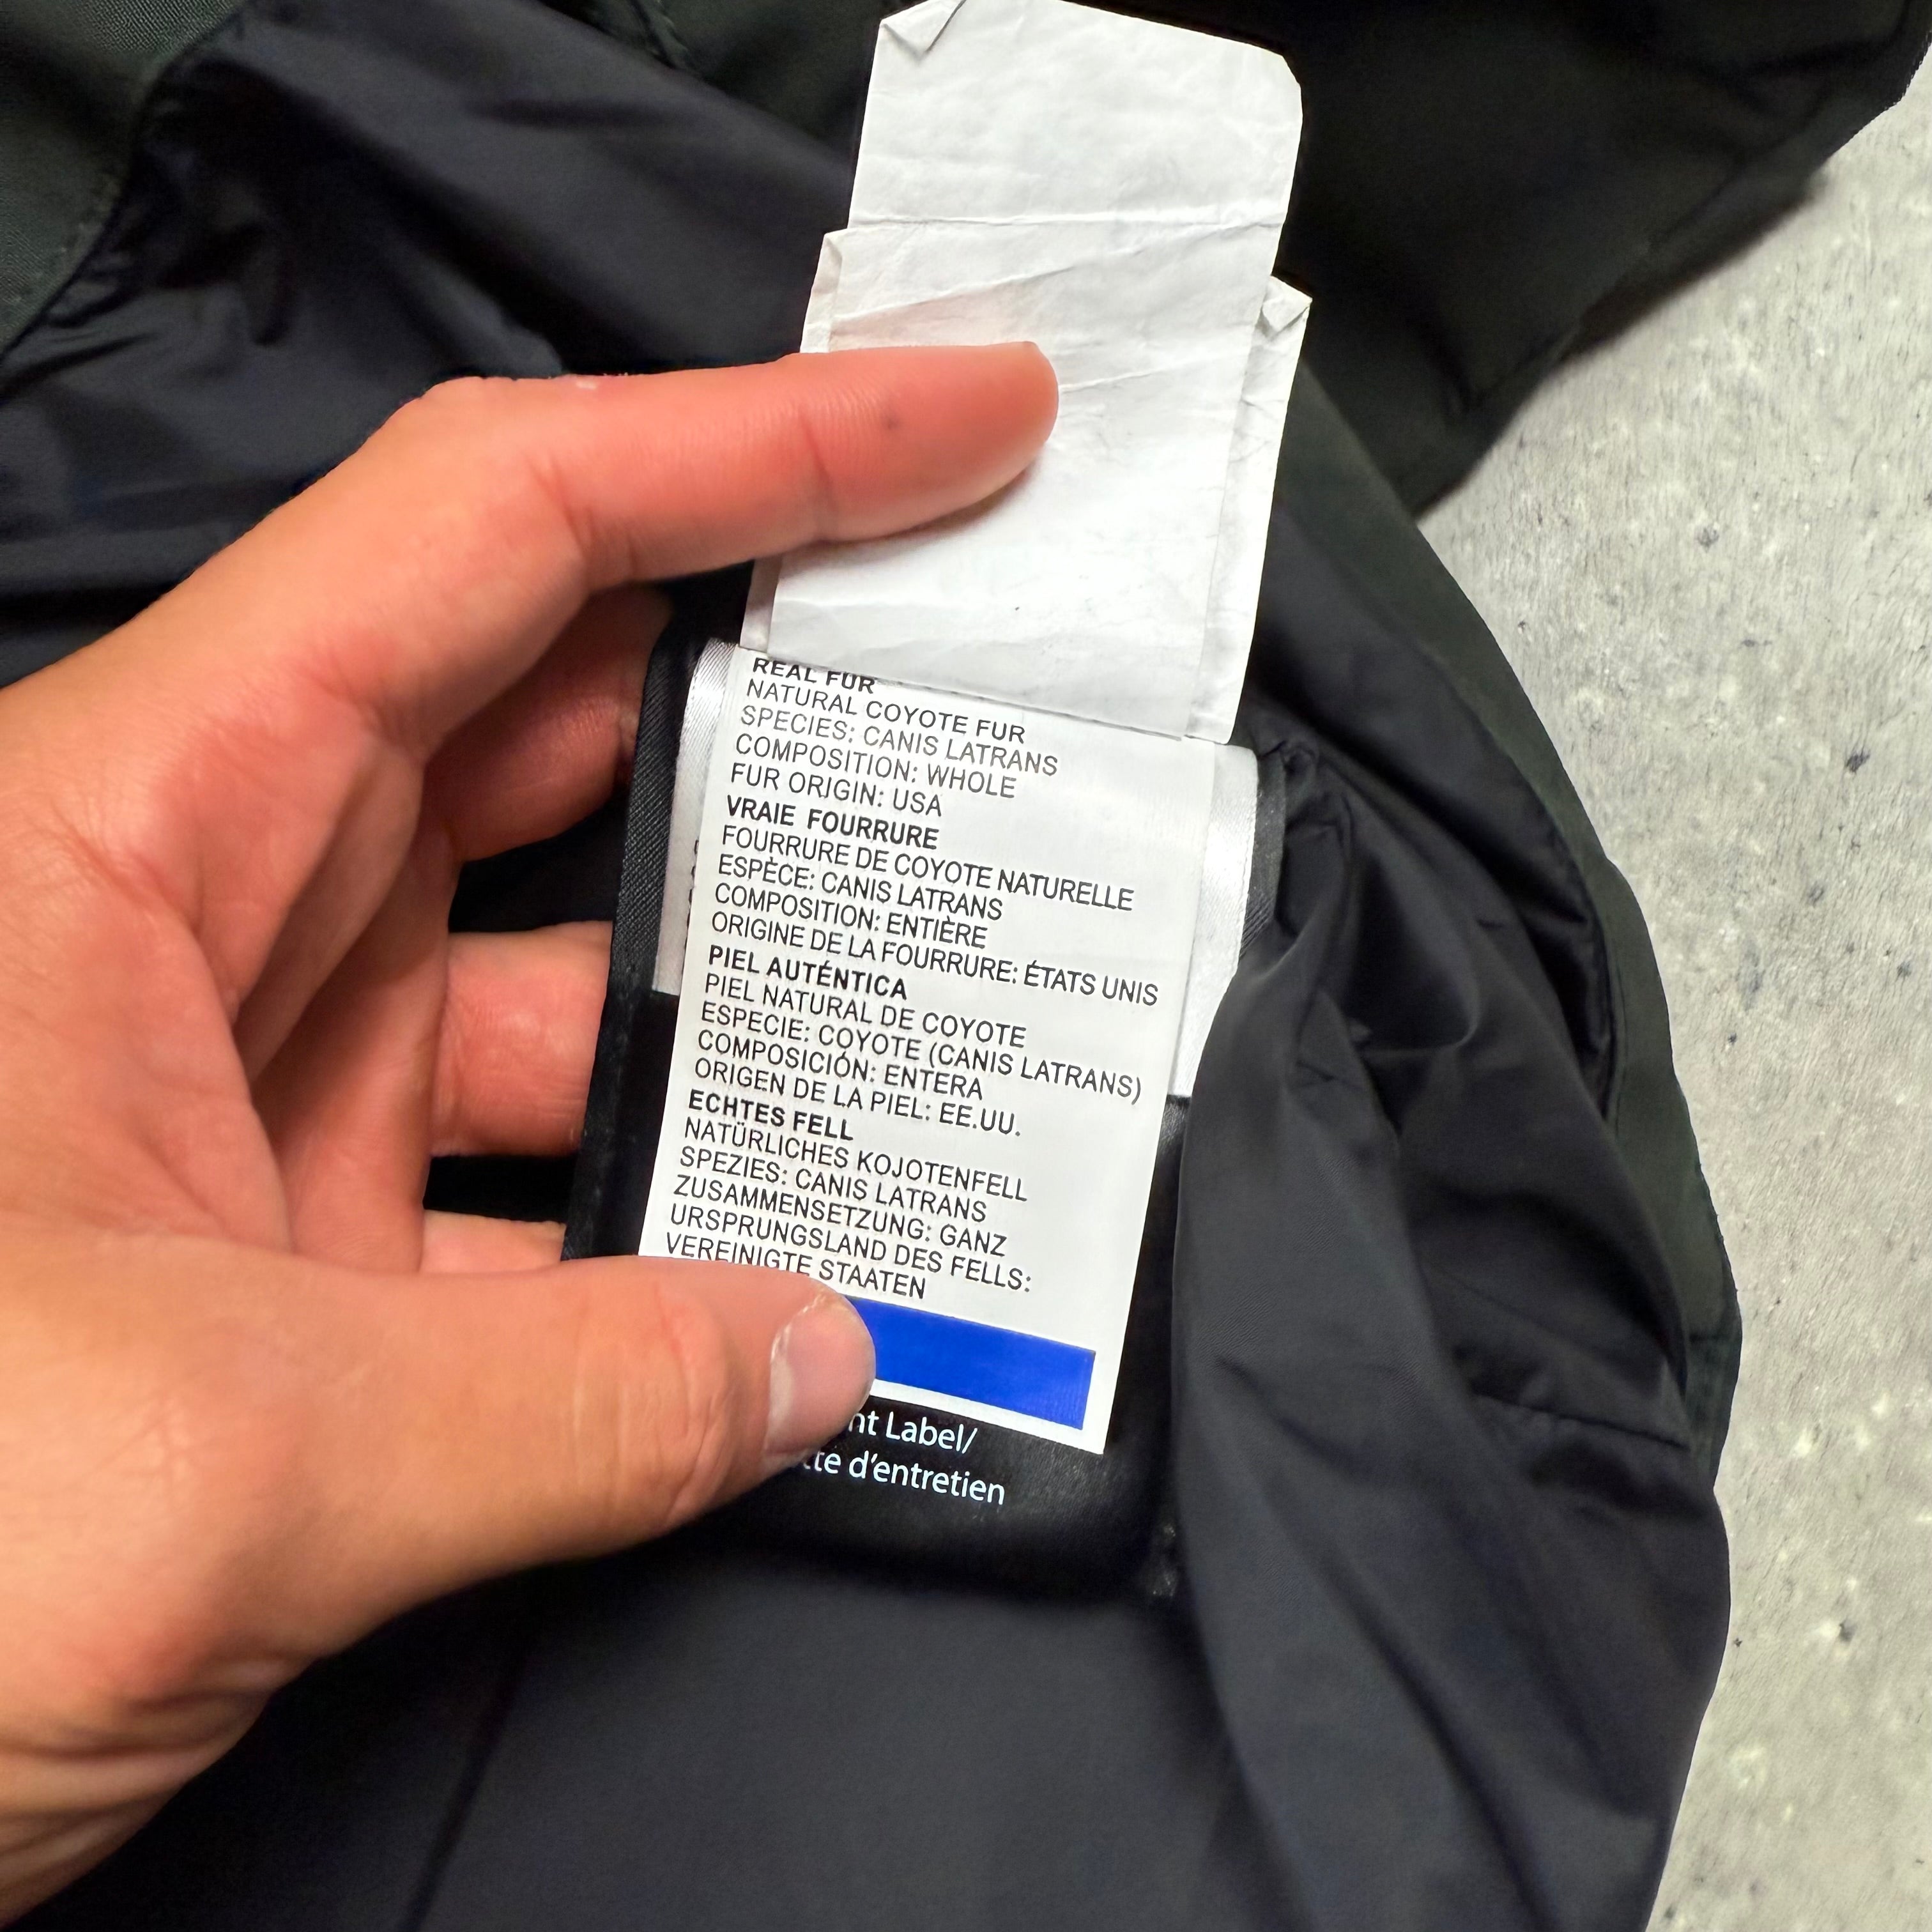 REAL FUR
NATURAL COYOTE FUR
SPECIES: CANIS LATRANS
COMPOSITION: WHOLE
FUR ORIGIN: USA
VRAIE FOURRURE
FOURRURE DE COYOTE NATURELLE
ESPÈCE: CANIS LATRANS
COMPOSITION: ENTIÈRE
ORIGINE DE LA FOURRURE: ÉTATS UNIS
PIEL AUTÉNTICA
PIEL NATURAL DE COYOTE
ESPECIE: COYOTE (CANIS LATRANS)
COMPOSICIÓN: ENTERA
ORIGEN DE LA PIEL: EE.UU.
ECHTES FELL
NATÜRLICHES KOJOTENFELL
SPEZIES: CANIS LATRANS
ZUSAMMENSETZUNG: GANZ
URSPRUNGSLAND DES FELLS:
VEREINIGTE STAATEN
Label/
d'entretien